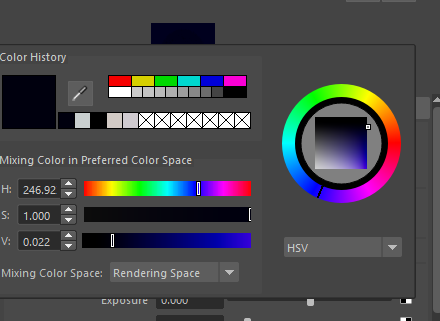 Color History
Mixing Color in Preferred Color Space
H: 246.92
S: 1.000
V: 0.022
HSV
Mixing Color Space: Rendering Space
Exposure 0.000